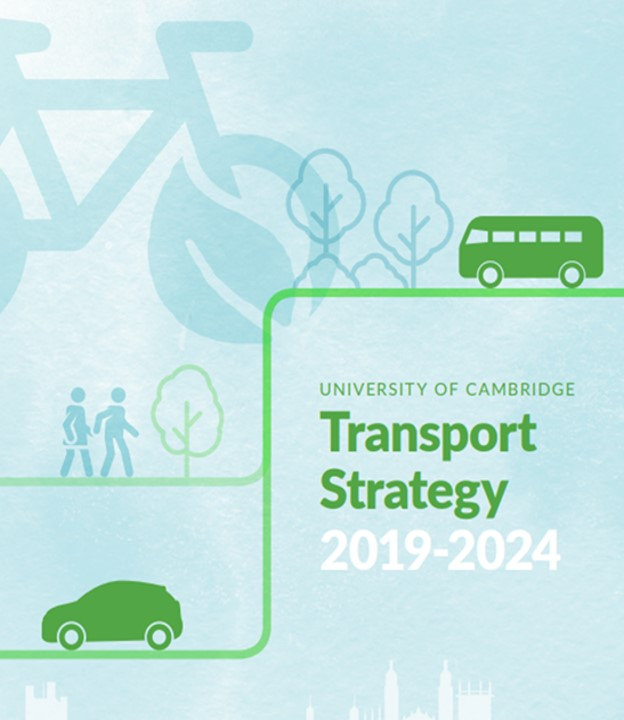 UNIVERSITY OF CAMBRIDGE
Transport
Strategy
2019-2024